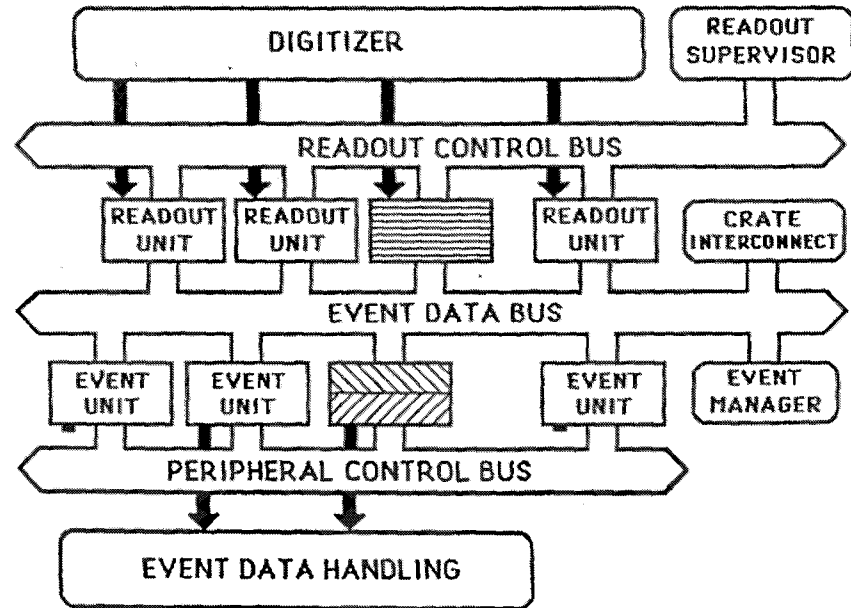 DIGITIZER
READOUT
SUPERVISOR
READOUT CONTROL BUS
READOUT
UNIT
READOUT
UNIT
READOUT
UNIT
CRATE
INTERCONNECT
EVENT DATA BUS
EVENT
UNIT
EVENT
UNIT
EVENT
UNIT
EVENT
MANAGER
PERIPHERAL CONTROL BUS
EVENT DATA HANDLING